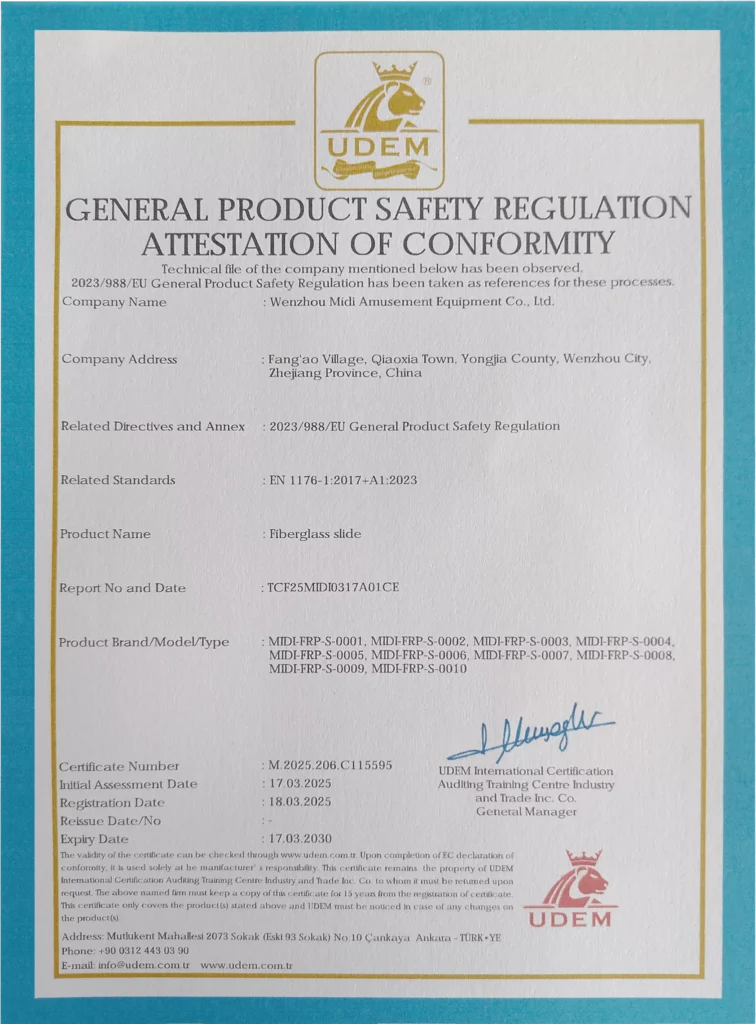 ®
UDEM
GENERAL PRODUCT SAFETY REGULATION
ATTESTATION OF CONFORMITY
Technical file of the company mentioned below has been observed.
2023/988/EU General Product Safety Regulation has been taken as references for these processes.
Company Name : Wenzhou Midi Amusement Equipment Co., Ltd.
Company Address : Fang'ao Village, Qiaoxia Town, Yongjia County, Wenzhou City,
Zhejiang Province, China
Related Directives and Annex : 2023/988/EU General Product Safety Regulation
Related Standards : EN 1176-1:2017+A1:2023
Product Name : Fiberglass slide
Report No and Date : TCF25MIDI0317A01CE
Product Brand/Model/Type : MIDI-FRP-S-0001, MIDI-FRP-S-0002, MIDI-FRP-S-0003, MIDI-FRP-S-0004,
MIDI-FRP-S-0005, MIDI-FRP-S-0006, MIDI-FRP-S-0007, MIDI-FRP-S-0008,
MIDI-FRP-S-0009, MIDI-FRP-S-0010
Certificate Number : M.2025.206.C115595
Initial Assessment Date : 17.03.2025
Registration Date : 18.03.2025
Reissue Date/No : -
Expiry Date : 17.03.2030
UDEM International Certification
Auditing Training Centre Industry
and Trade Inc. Co.
General Manager
The validity of the certificate can be checked through www.udem.com.tr. Upon completion of EC declaration of
conformity, it is used solely at he manufacturer' s responsibility. This certificate remains the property of UDEM
International Certification Auditing Training Centre Industry and Trade Inc. Co. to whom it must be returned upon
request. The above named firm must keep a copy of this certificate for 15 years from the registration of certificate.
This certificate only covers the product(s) stated above and UDEM must be noticed in case of any changes on
the product(s).
UDEM
Address: Mutlukent Mahallesi 2073 Sokak (Eski 93 Sokak) No:10 Çankaya Ankara - TÜRK•YE
Phone: +90 0312 443 03 90
E-mail: info@udem.com.tr www.udem.com.tr